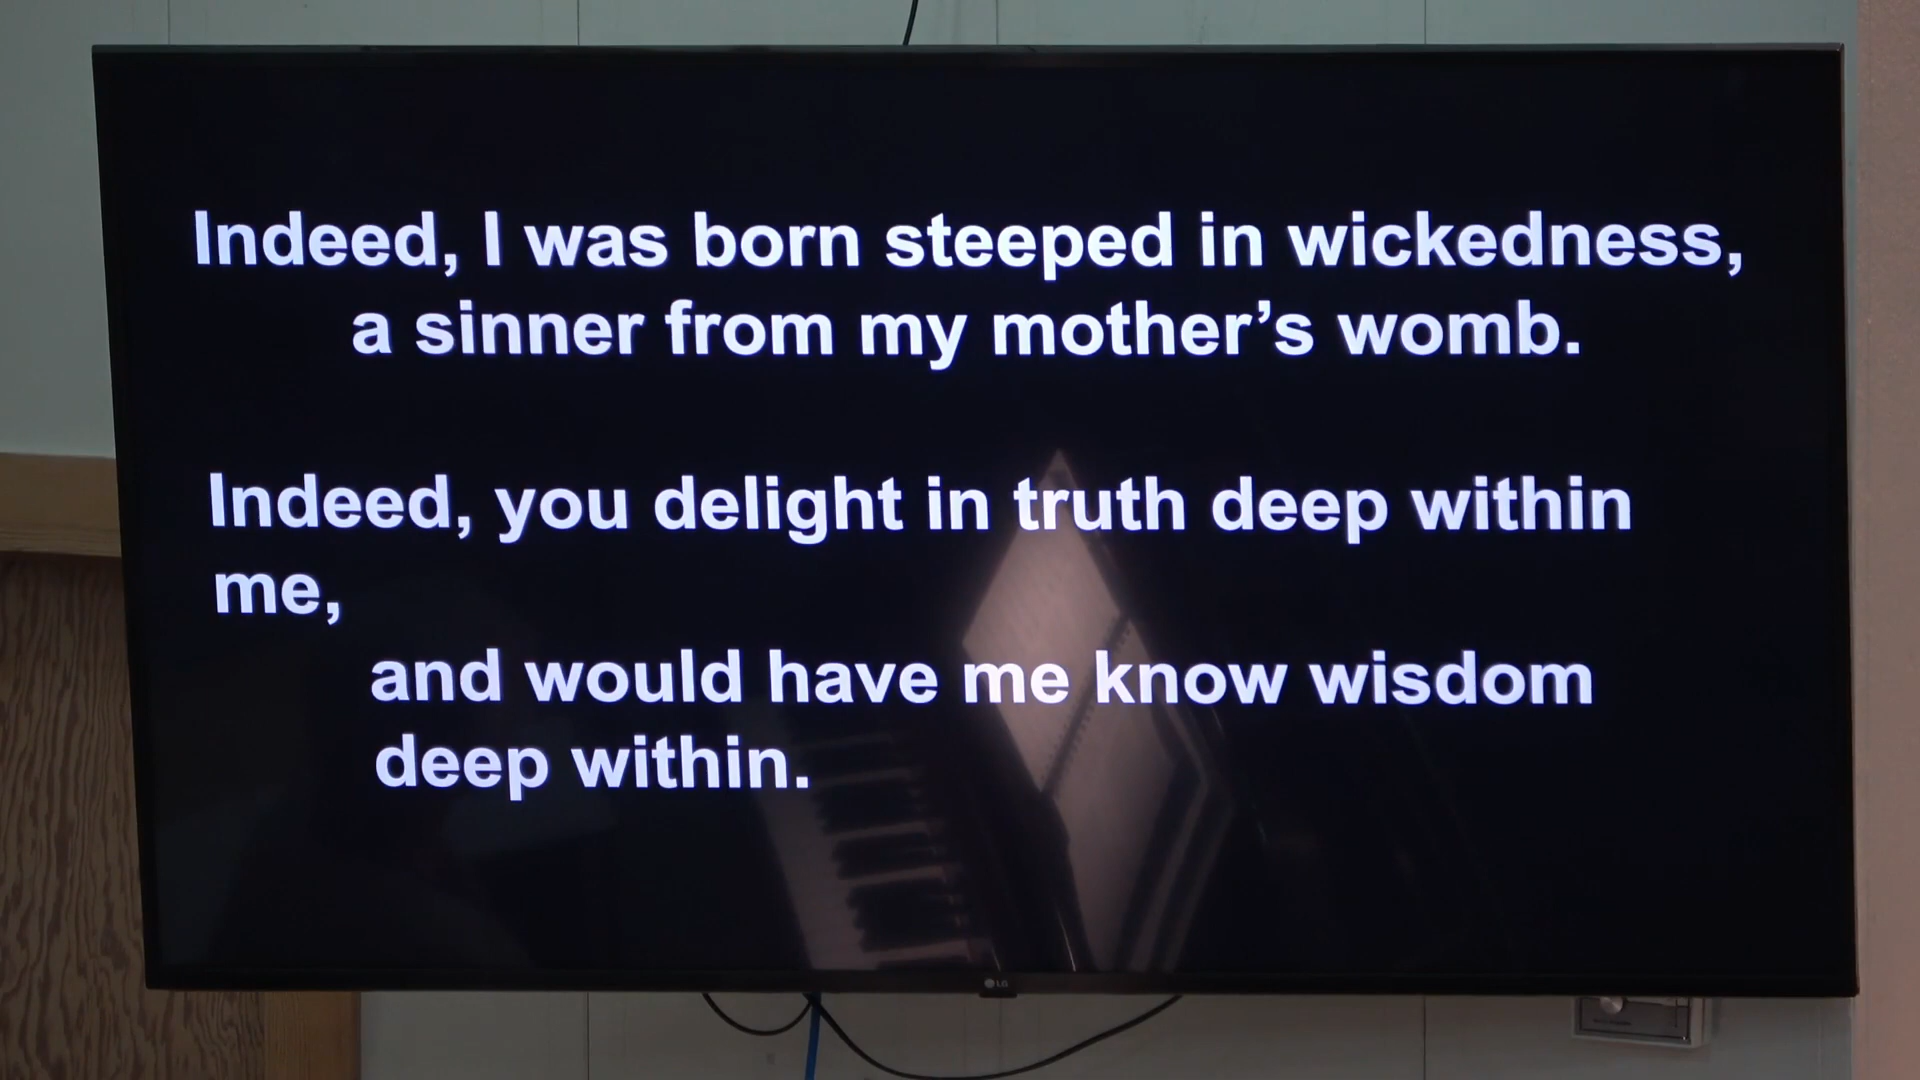 Indeed, I was born steeped in wickedness,
a sinner from my mother’s womb.
Indeed, you delight in truth deep within
me,
and would have me know wisdom
deep within.
LG